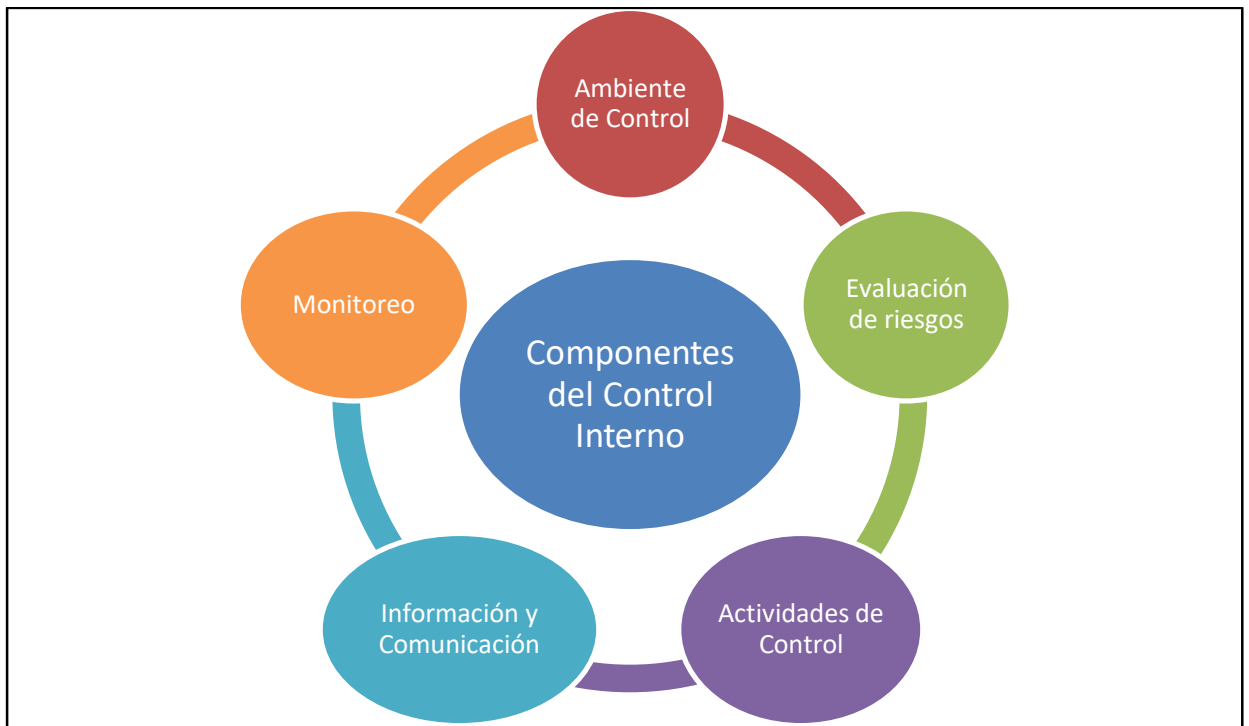 Ambiente
de Control
Evaluación
de riesgos
Actividades de
Control
Información y
Comunicación
Monitoreo
Componentes
del Control
Interno